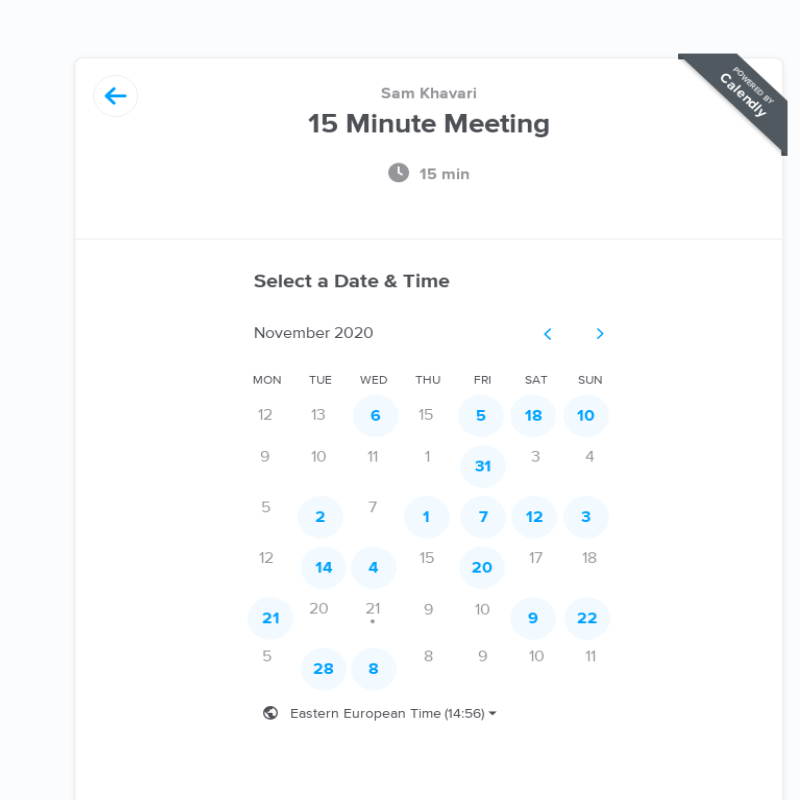 POWERED BY
Calendly
Sam Khavari
15 Minute Meeting
15 min
Select a Date & Time
November 2020
MON TUE WED THU FRI SAT SUN
12 13 6 15 5 18 10
9 10 11 1 31 3 4
5 2 7 1 7 12 3
12 14 4 15 20 17 18
21 20 21 9 10 9 22
5 28 8 8 9 10 11
Eastern European Time (14:56)